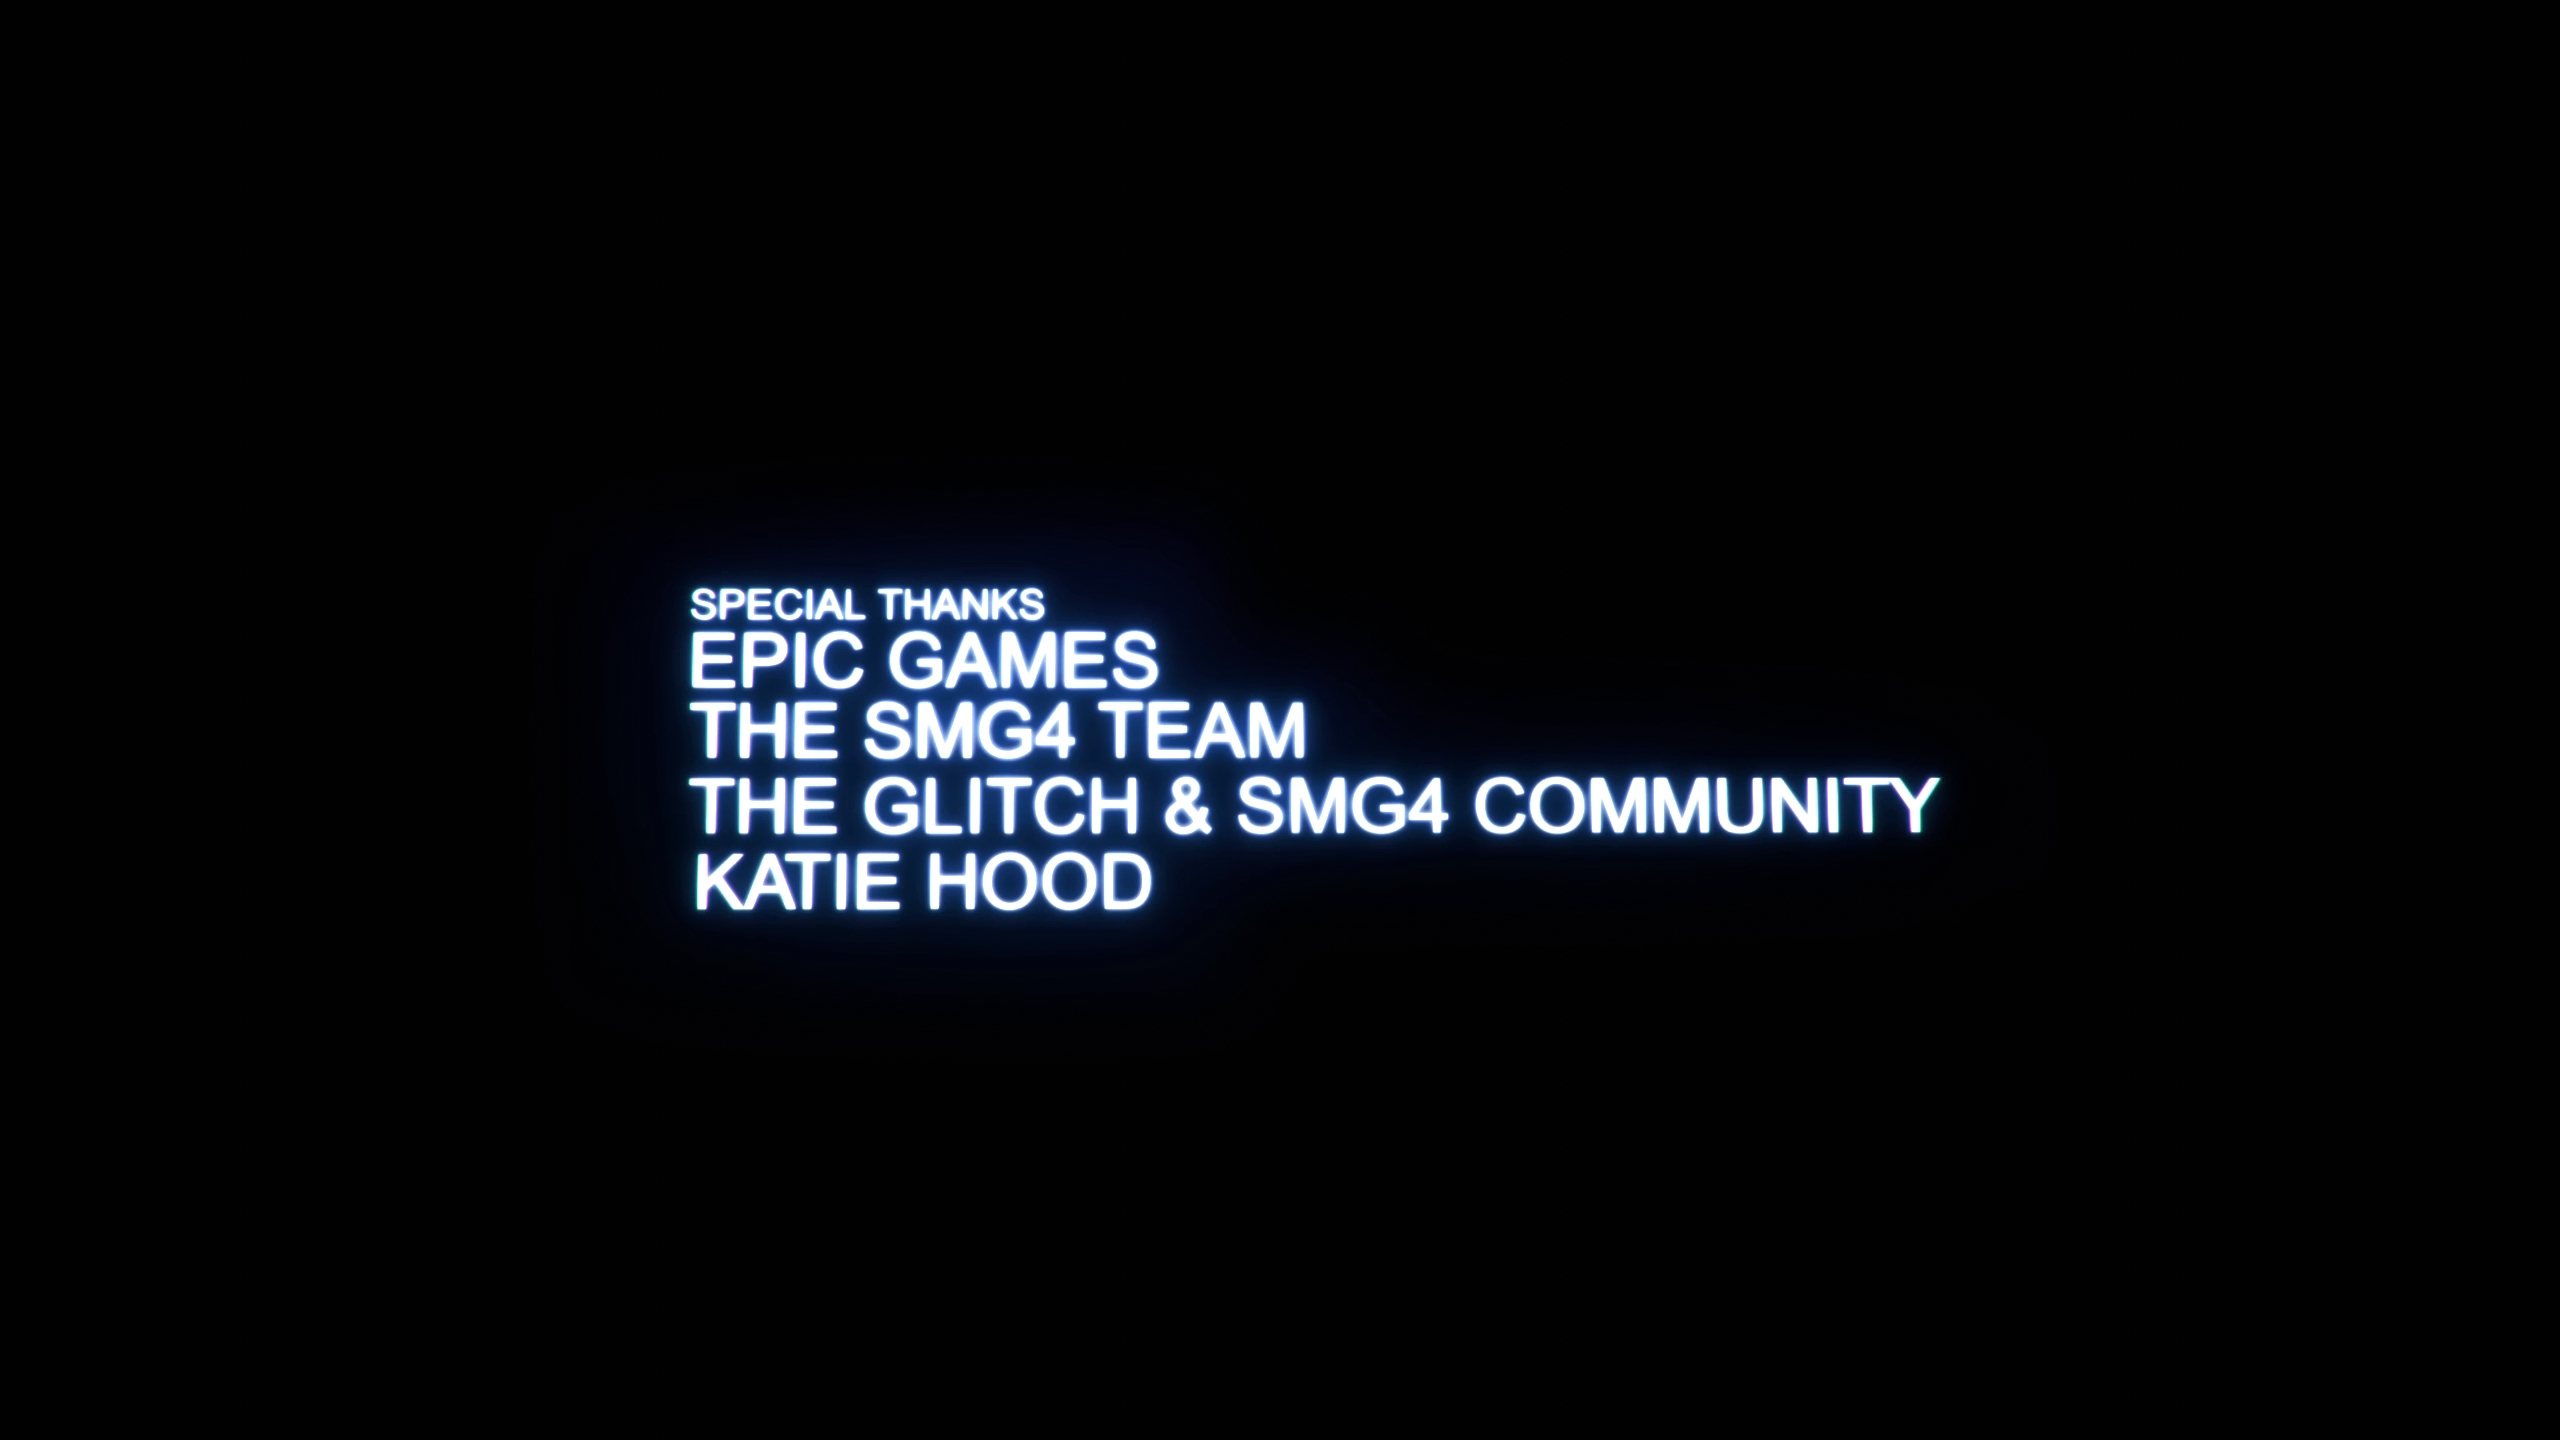 SPECIAL THANKS
EPIC GAMES
THE SMG4 TEAM
THE GLITCH & SMG4 COMMUNITY
KATIE HOOD